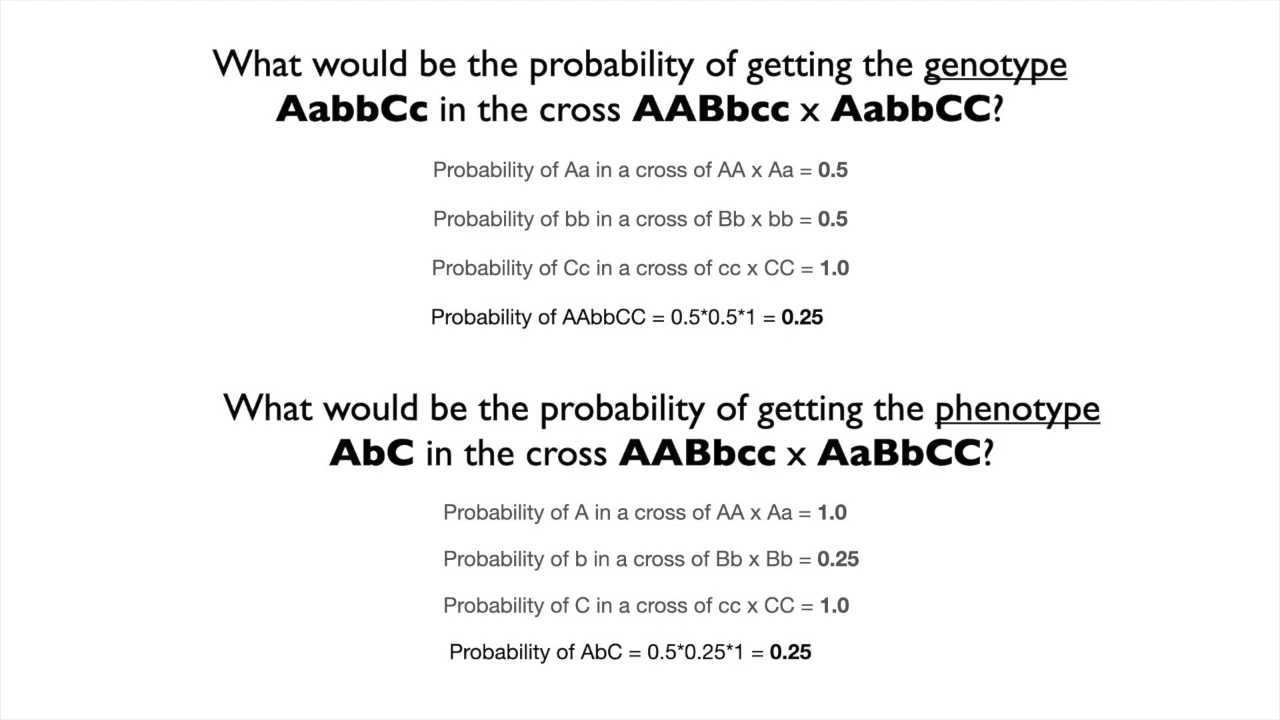 What would be the probability of getting the genotype
AabbCc in the cross AABbcc x AabbCC?
Probability of Aa in a cross of AA x Aa = 0.5
Probability of bb in a cross of Bb x bb = 0.5
Probability of Cc in a cross of cc x CC = 1.0
Probability of AAbbCC = 0.5*0.5*1 = 0.25
What would be the probability of getting the phenotype
AbC in the cross AABbcc x AaBbCC?
Probability of A in a cross of AA x Aa = 1.0
Probability of b in a cross of Bb x Bb = 0.25
Probability of C in a cross of cc x CC = 1.0
Probability of AbC = 0.5*0.25*1 = 0.25